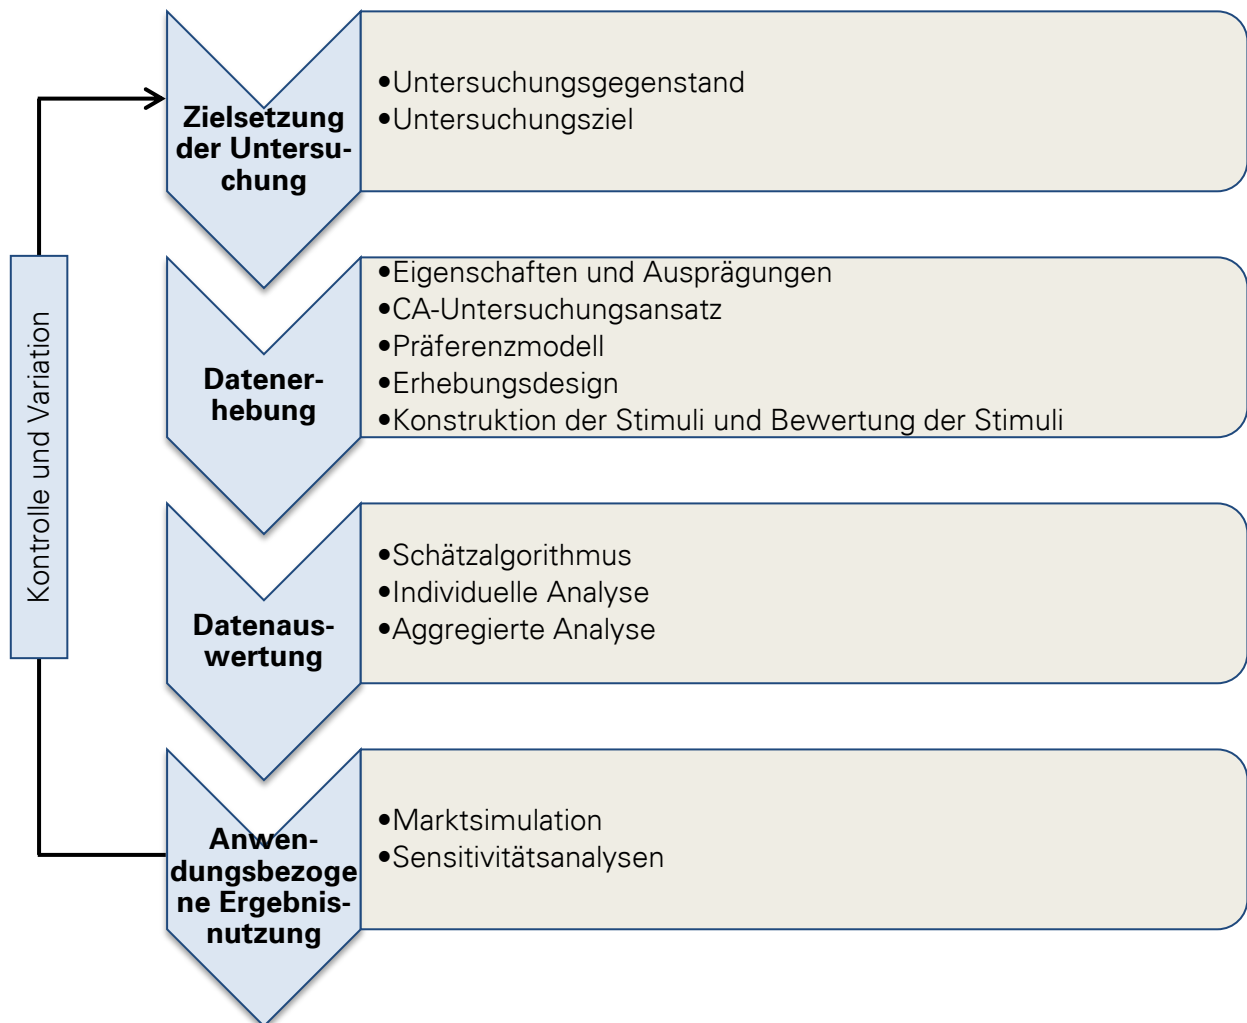 Zielsetzung
der Untersu-
chung
•Untersuchungsgegenstand
•Untersuchungsziel
Kontrolle und Variation
Datener-
hebung
•Eigenschaften und Ausprägungen
•CA-Untersuchungsansatz
•Präferenzmodell
•Erhebungsdesign
•Konstruktion der Stimuli und Bewertung der Stimuli
Datenaus-
wertung
•Schätzalgorithmus
•Individuelle Analyse
•Aggregierte Analyse
Anwen-
dungsbezoge
ne Ergebnis-
nutzung
•Marktsimulation
•Sensitivitätsanalysen